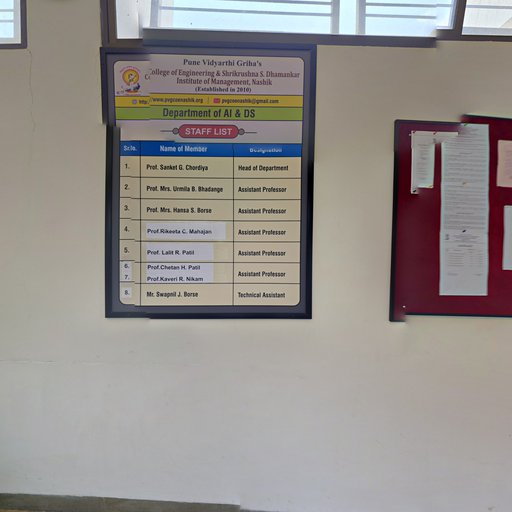 Pune Vidyarthi Griha's
College of Engineering & Shrikrushna S. Dhamankar
Institute of Management, Nashik
(Established in 2010)
http://www.pvgcoenashik.org pvgcoenashik@gmail.com
Department of AI & DS
STAFF LIST
Sr.No. Name of Member Designation
1. Prof. Sanket G. Chordiya Head of Department
2. Prof. Mrs. Urmila B. Bhadange Assistant Professor
3. Prof. Mrs. Hansa S. Borse Assistant Professor
4. Prof.Rikeeta C. Mahajan Assistant Professor
5. Prof. Lalit R. Patil Assistant Professor
6. Prof.Chetan H. Patil
7. Prof.Kaveri R. Nikam Assistant Professor
8. Mr. Swapnil J. Borse Technical Assistant